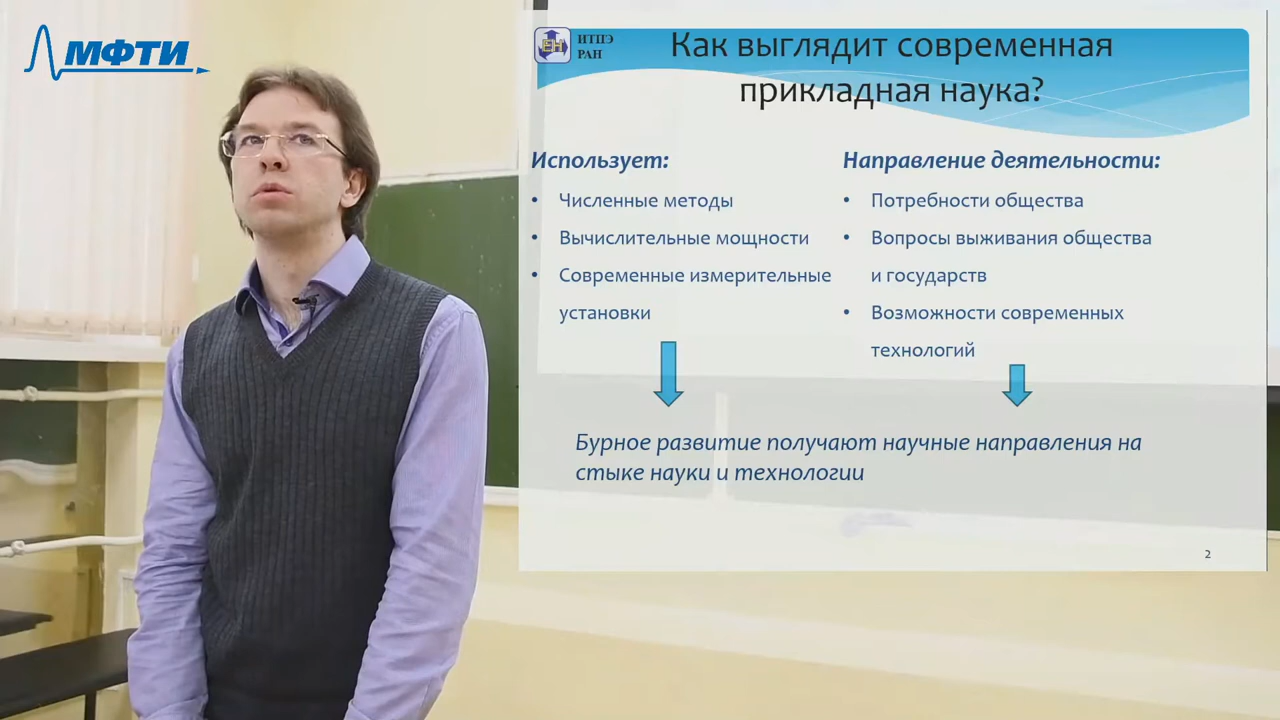 МФТИ
ИТПЭ
РАН
Как выглядит современная
прикладная наука?
Использует:
• Численные методы
• Вычислительные мощности
• Современные измерительные
установки
Направление деятельности:
• Потребности общества
• Вопросы выживания общества
и государств
• Возможности современных
технологий
Бурное развитие получают научные направления на
стыке науки и технологии
2